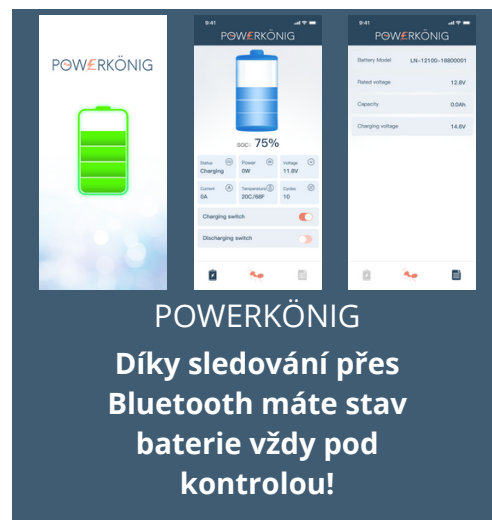 POWERKÖNIG
9:41
POWERKÖNIG
SOC: 75%
Status Power Voltage
Charging 0W 11.8V
Current Temperature Cycles
0A 20C/68F 10
Charging switch
Discharging switch
9:41
POWERKÖNIG
Battery Model LN-12100-16800001
Rated voltage 12.8V
Capacity 0.0Ah
Charging voltage 14.6V
POWERKÖNIG
Díky sledování přes
Bluetooth máte stav
baterie vždy pod
kontrolou!